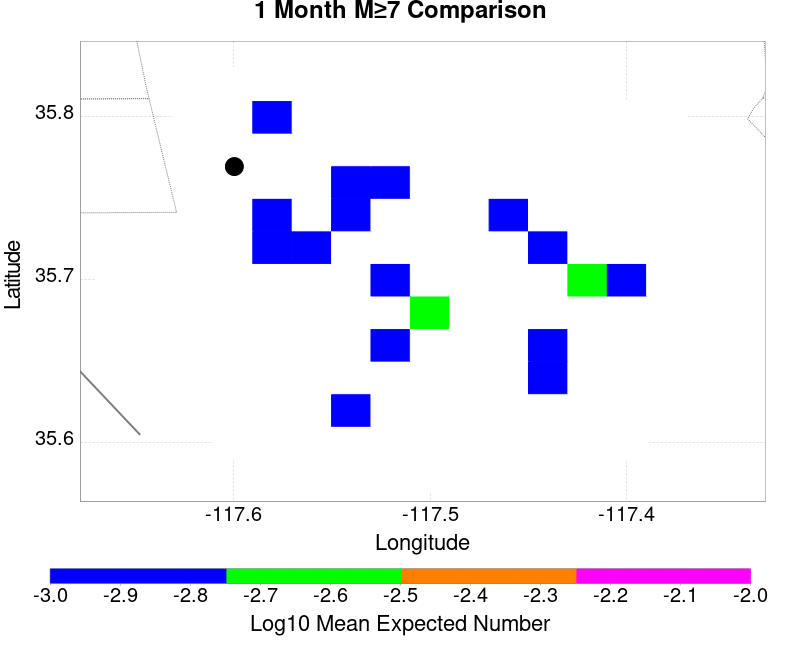 1 Month M≥7 Comparison
35.8
35.7
35.6
Latitude
-117.6 -117.5 -117.4
Longitude
-3.0 -2.9 -2.8 -2.7 -2.6 -2.5 -2.4 -2.3 -2.2 -2.1 -2.0
Log10 Mean Expected Number